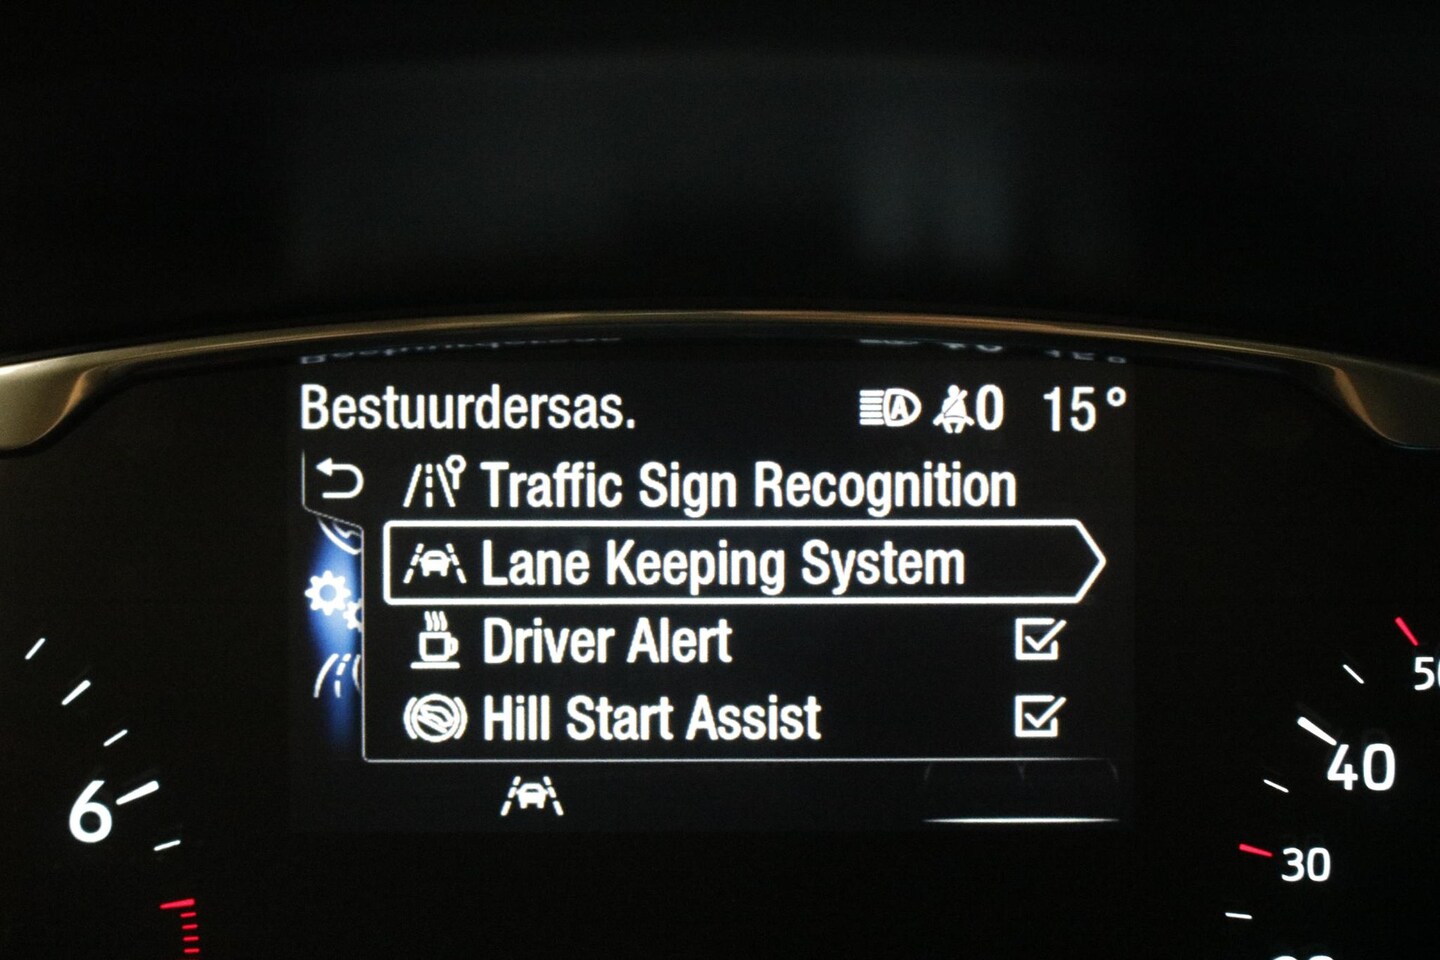 Bestuurdersas. A 0 15°
Traffic Sign Recognition
Lane Keeping System
Driver Alert
Hill Start Assist
6
50
40
30